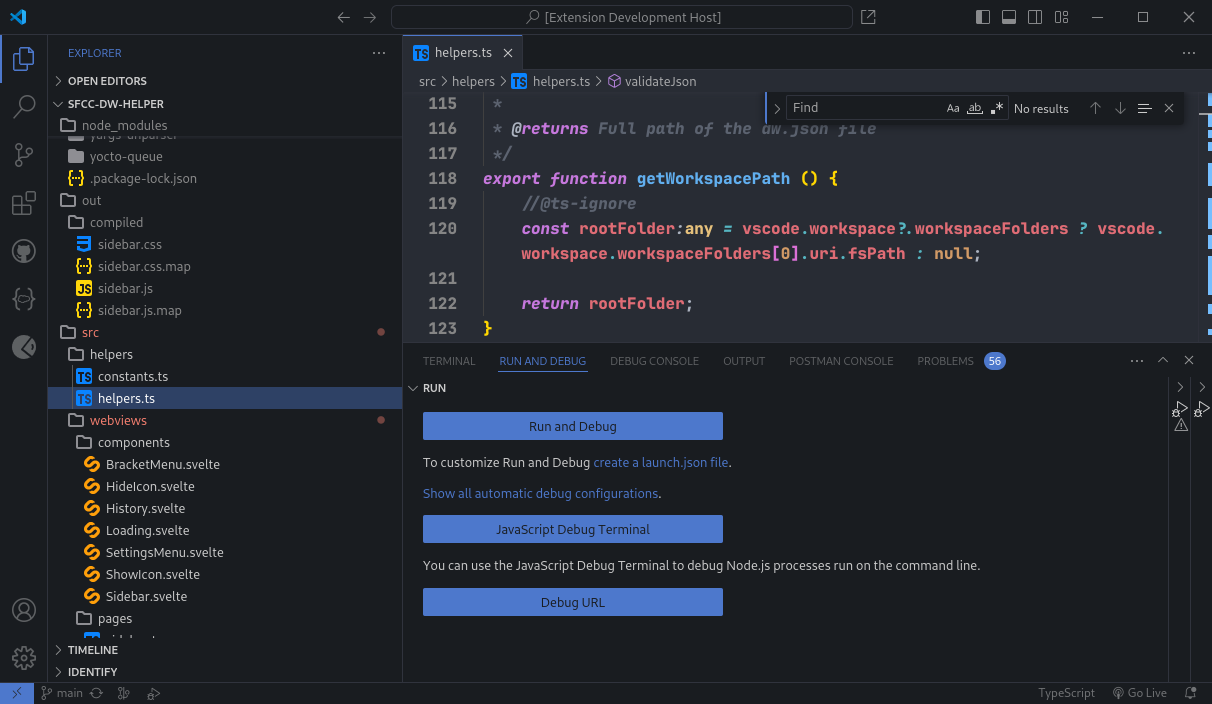 [Extension Development Host]
EXPLORER
OPEN EDITORS
SFCC-DW-HELPER
node_modules
yargs-unparser
yocto-queue
.package-lock.json
out
compiled
sidebar.css
sidebar.css.map
sidebar.js
sidebar.js.map
src
helpers
constants.ts
helpers.ts
webviews
components
BracketMenu.svelte
HideIcon.svelte
History.svelte
Loading.svelte
SettingsMenu.svelte
ShowIcon.svelte
Sidebar.svelte
pages
TIMELINE
IDENTIFY
TS helpers.ts
src > helpers > TS helpers.ts > validateJson
Find Aa ab .* No results
115 *
116 * @returns Full path of the dw.json file
117 */
118 export function getWorkspacePath () {
119 //@ts-ignore
120 const rootFolder:any = vscode.workspace?.workspaceFolders ? vscode.
workspace.workspaceFolders[0].uri.fsPath : null;
121
122 return rootFolder;
123 }
TERMINAL RUN AND DEBUG DEBUG CONSOLE OUTPUT POSTMAN CONSOLE PROBLEMS 56
RUN
Run and Debug
To customize Run and Debug create a launch.json file.
Show all automatic debug configurations.
JavaScript Debug Terminal
You can use the JavaScript Debug Terminal to debug Node.js processes run on the command line.
Debug URL
main TypeScript Go Live